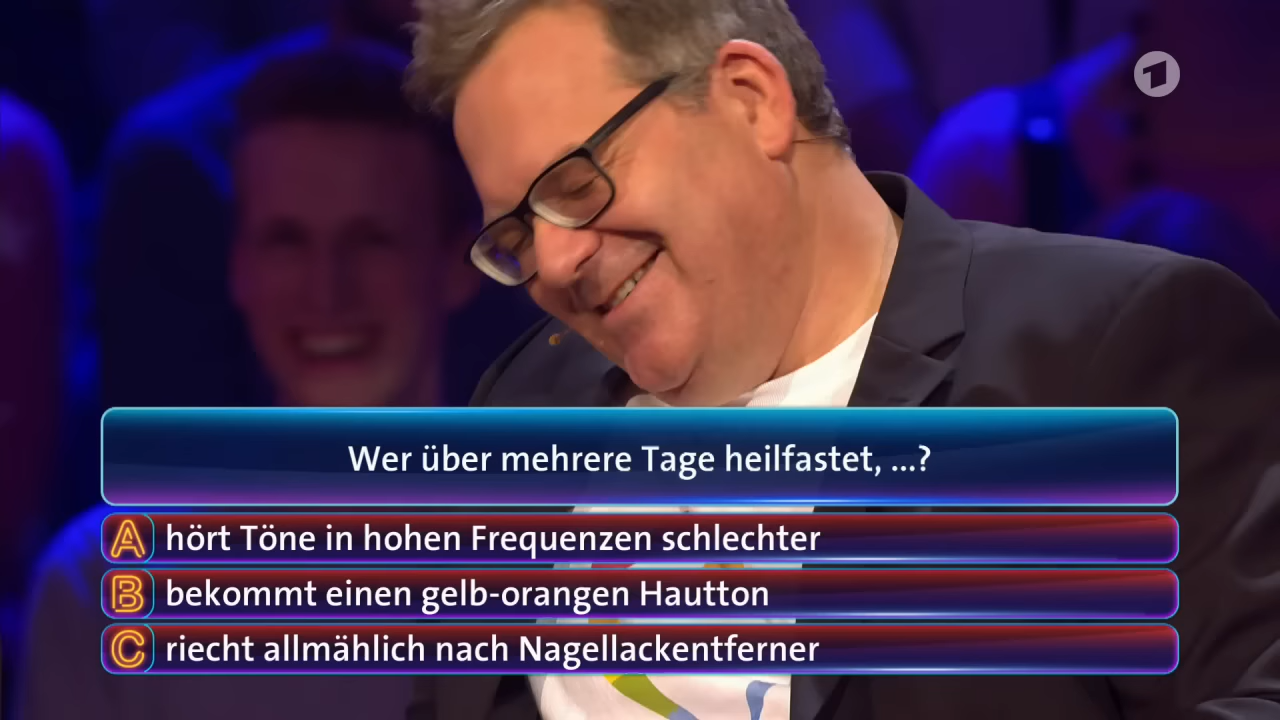 Wer über mehrere Tage heilfastet, ...?
A hört Töne in hohen Frequenzen schlechter
B bekommt einen gelb-orangen Hautton
C riecht allmählich nach Nagellackentferner
1